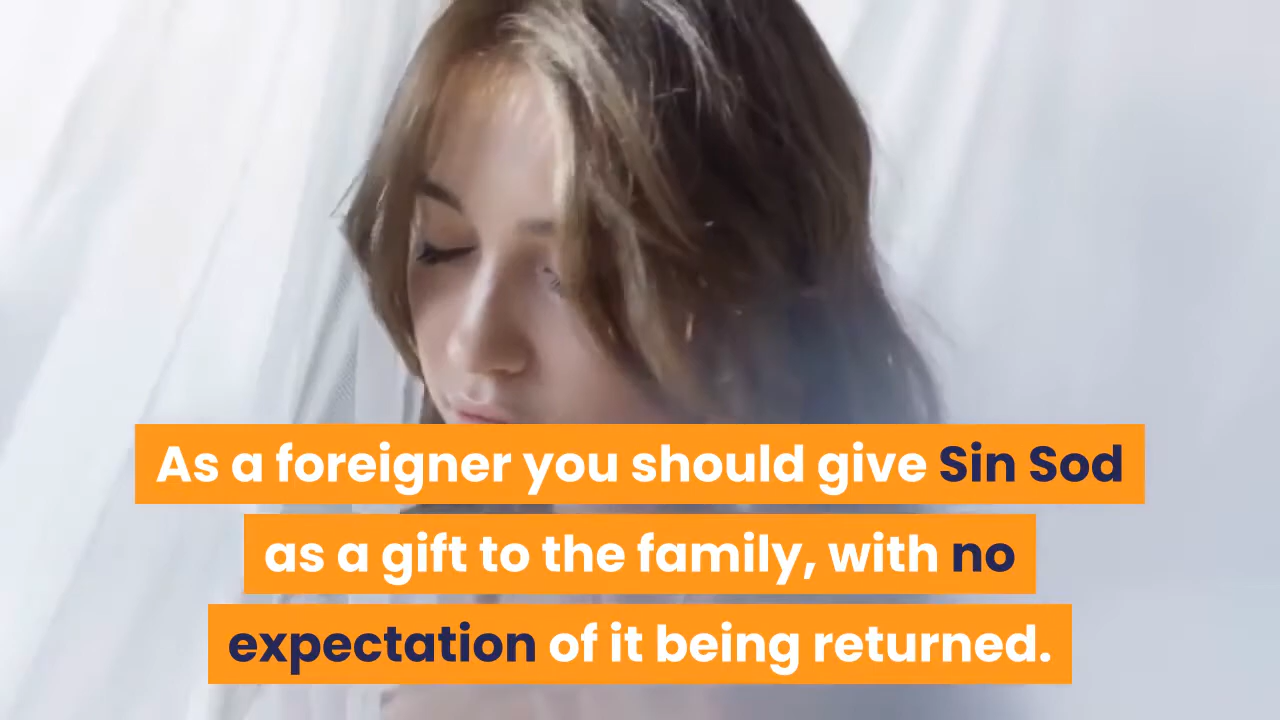 As a foreigner you should give Sin Sod
as a gift to the family, with no
expectation of it being returned.